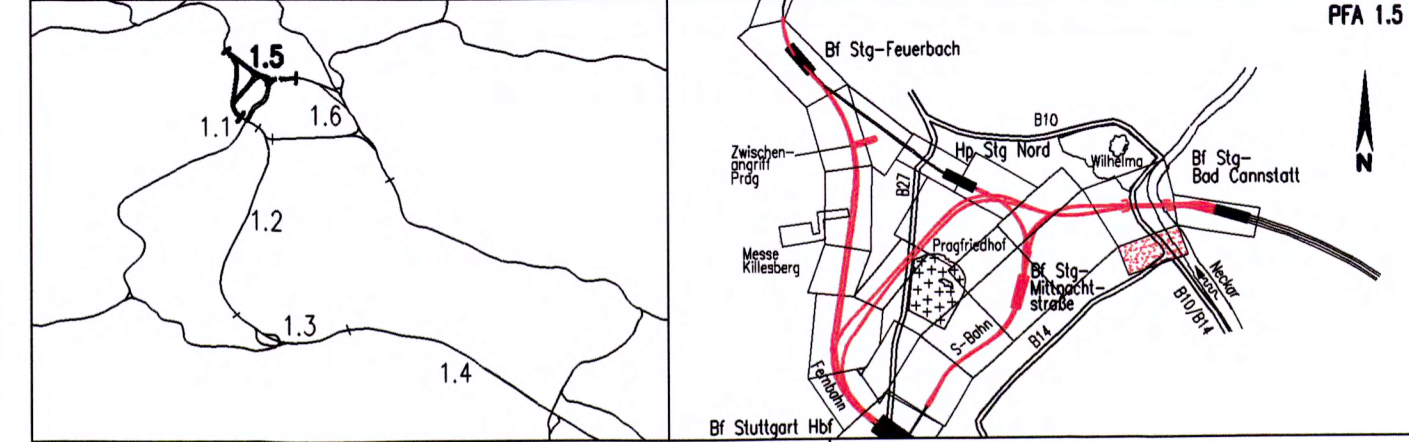 1.5
1.1
1.6
1.2
1.3
1.4
PFA 1.5
Bf Stg-Feuerbach
B10
Hp Stg Nord
Wilhelma
Zwischen-
angriff
Prag
B27
Bf Stg-
Bad Cannstatt
Messe
Killesberg
Pragfriedhof
Bf Stg-
Mittnacht-
straße
Neckar
B10/B14
S-Bahn
B14
Fernbahn
Bf Stuttgart Hbf
N